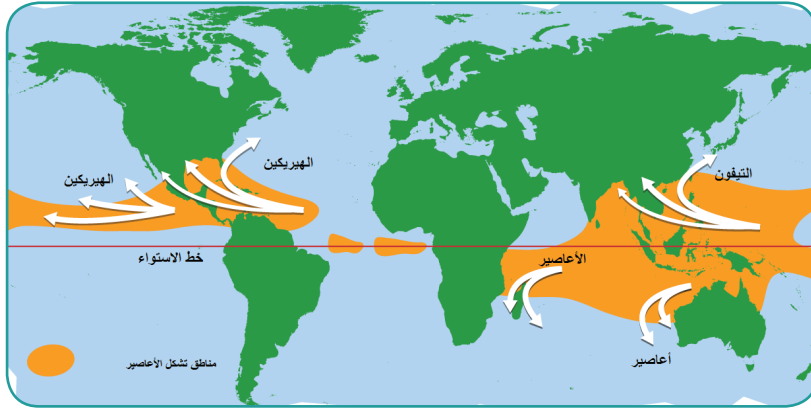 الهيريكين
التيفون
الهيريكين
خط الاستواء
الأعاصير
أعاصير
مناطق تشكل الأعاصير